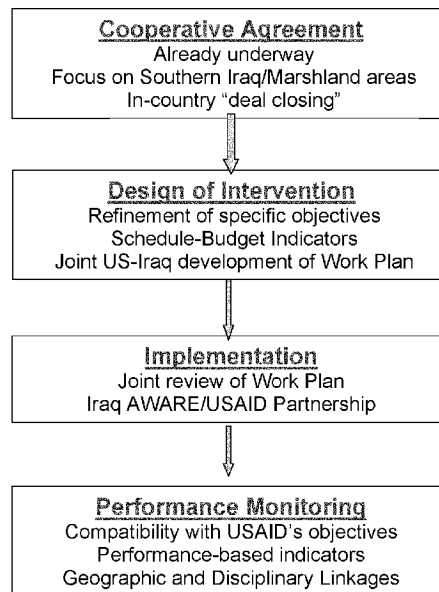 Cooperative Agreement
Already underway
Focus on Southern Iraq/Marshland areas
In-country “deal closing”
Design of Intervention
Refinement of specific objectives
Schedule-Budget Indicators
Joint US-Iraq development of Work Plan
Implementation
Joint review of Work Plan
Iraq AWARE/USAID Partnership
Performance Monitoring
Compatibility with USAID's objectives
Performance-based indicators
Geographic and Disciplinary Linkages